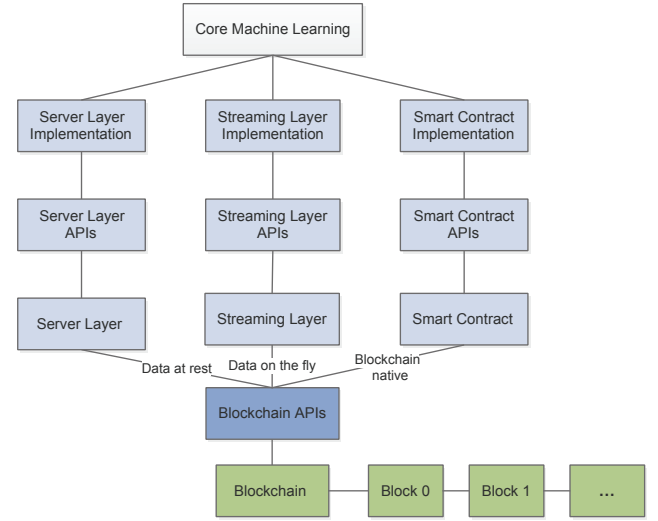 Core Machine Learning
Server Layer
Implementation
Streaming Layer
Implementation
Smart Contract
Implementation
Server Layer
APIs
Streaming Layer
APIs
Smart Contract
APIs
Server Layer
Streaming Layer
Smart Contract
Data at rest
Data on the fly
Blockchain
native
Blockchain APIs
Blockchain
Block 0
Block 1
...